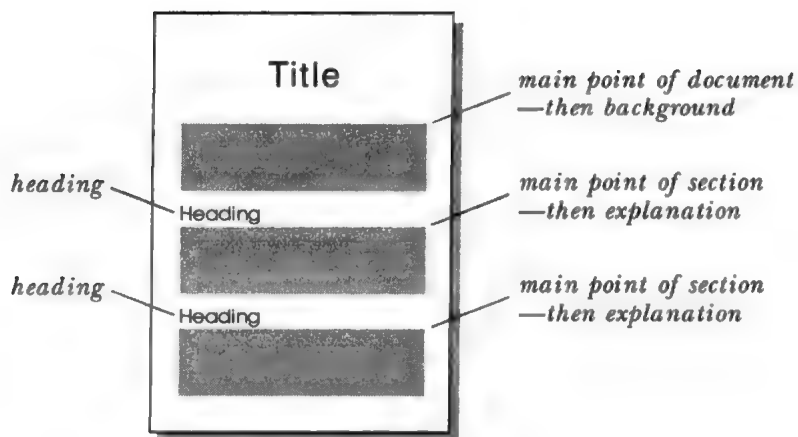 Title
main point of document
—then background
heading
Heading
main point of section
—then explanation
heading
Heading
main point of section
—then explanation